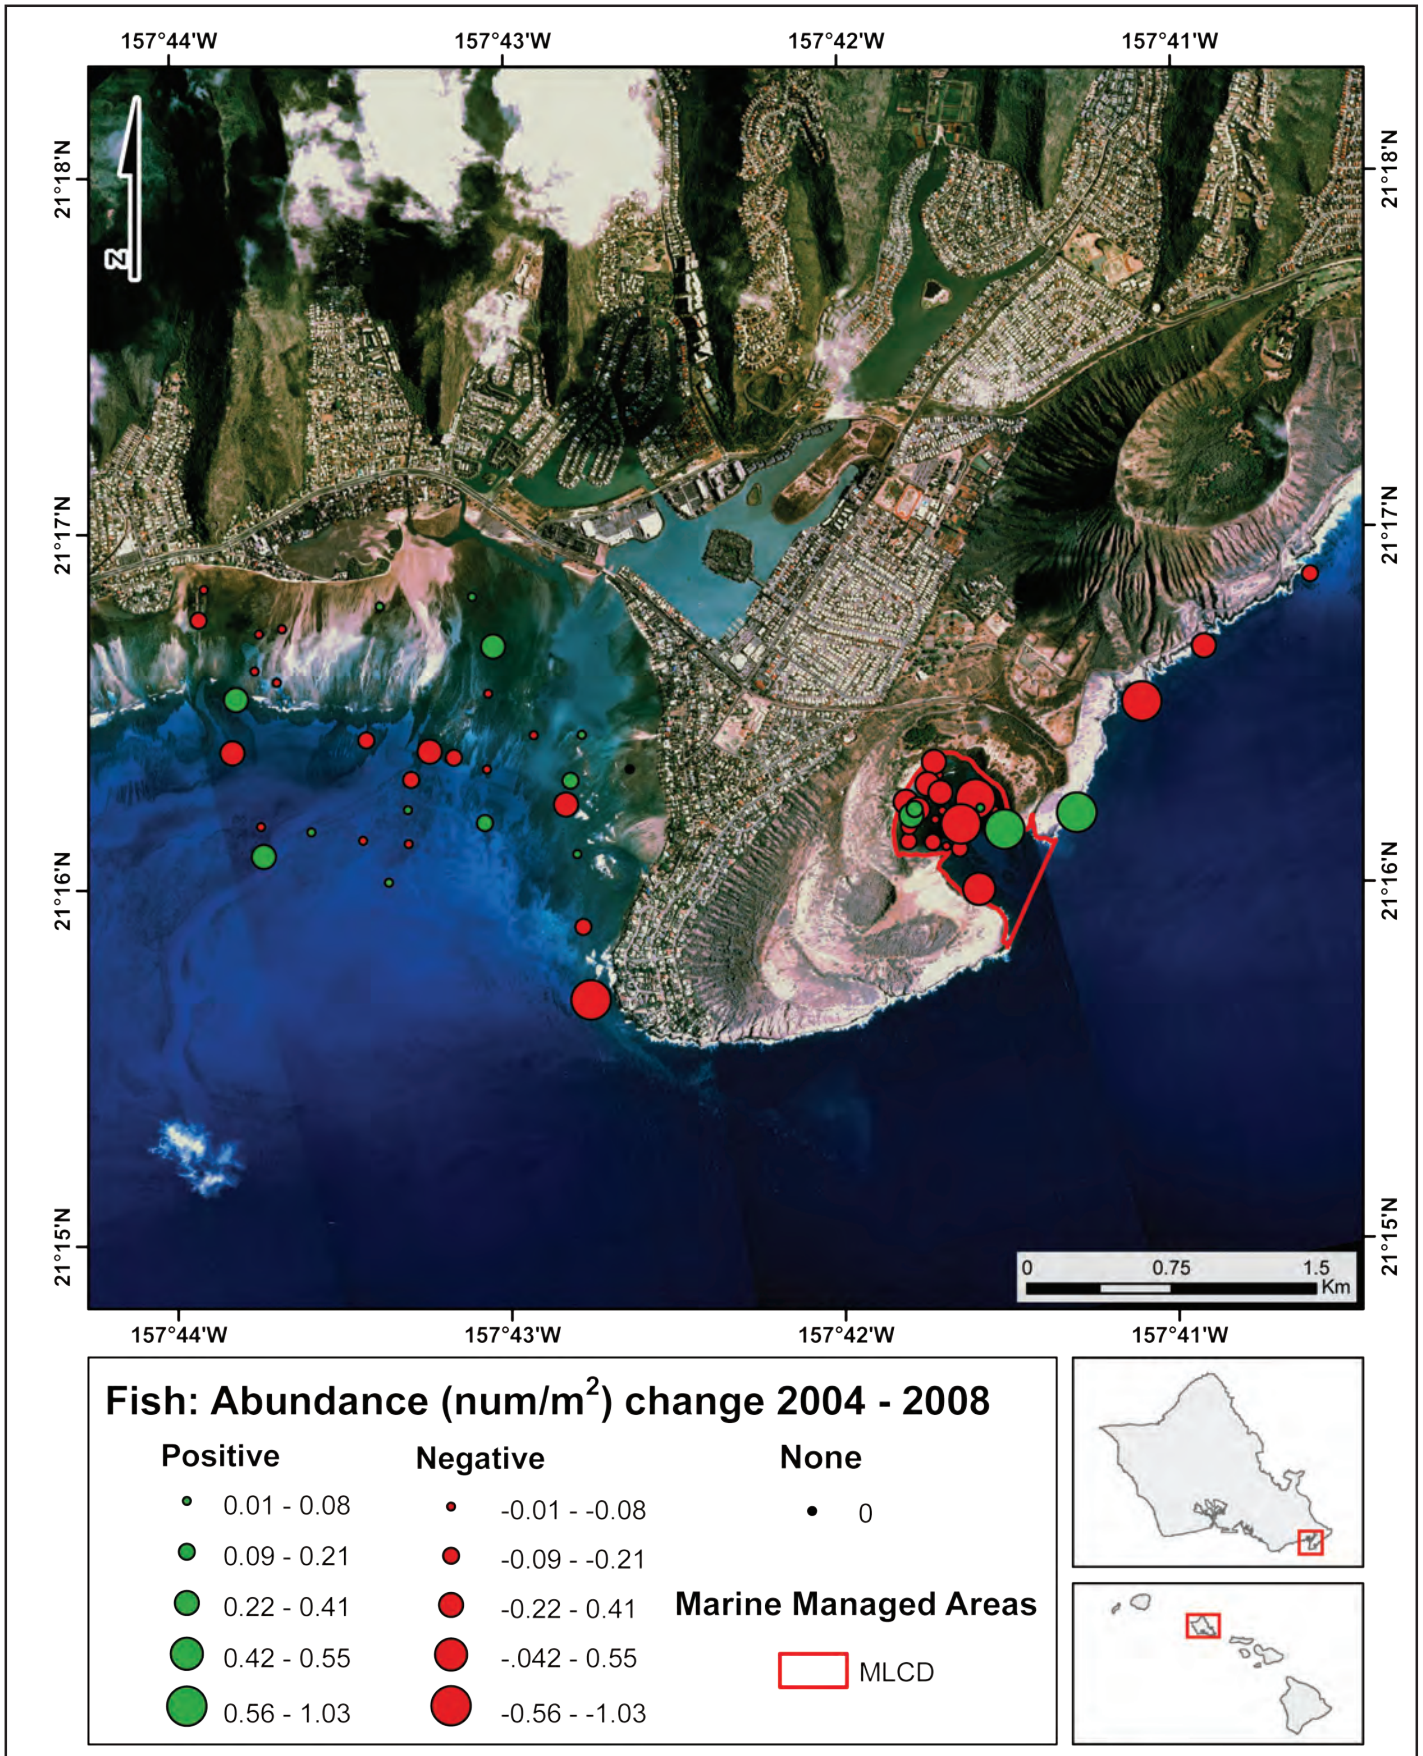 157°44'W 157°43'W 157°42'W 157°41'W
21°18'N 21°18'N
21°17'N 21°17'N
21°16'N 21°16'N
21°15'N 21°15'N
N
0 0.75 1.5
Km
157°44'W 157°43'W 157°42'W 157°41'W
Fish: Abundance (num/m²) change 2004 - 2008
Positive Negative None
0.01 - 0.08 -0.01 - -0.08 0
0.09 - 0.21 -0.09 - -0.21
0.22 - 0.41 -0.22 - 0.41 Marine Managed Areas
0.42 - 0.55 -.042 - 0.55 MLCD
0.56 - 1.03 -0.56 - -1.03